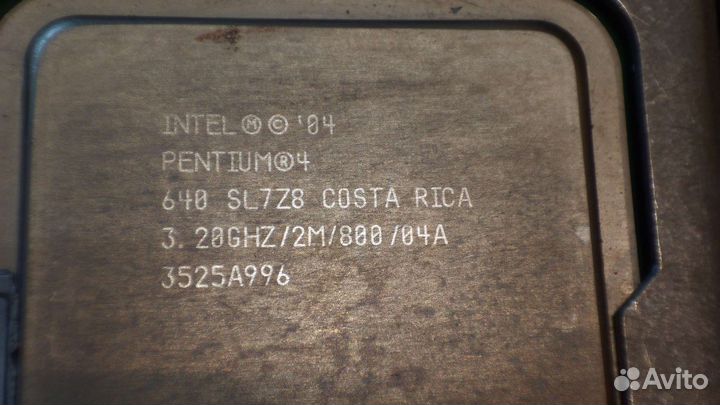 INTEL Ⓜ © '04
PENTIUM® 4
640 SL7Z8 COSTA RICA
3.20GHZ/2M/800/04A
3525A996
Avito